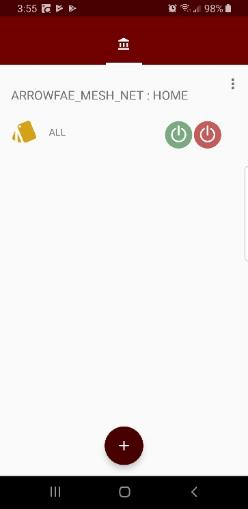 3:55 98%
ARROWFAE_MESH_NET : HOME
ALL